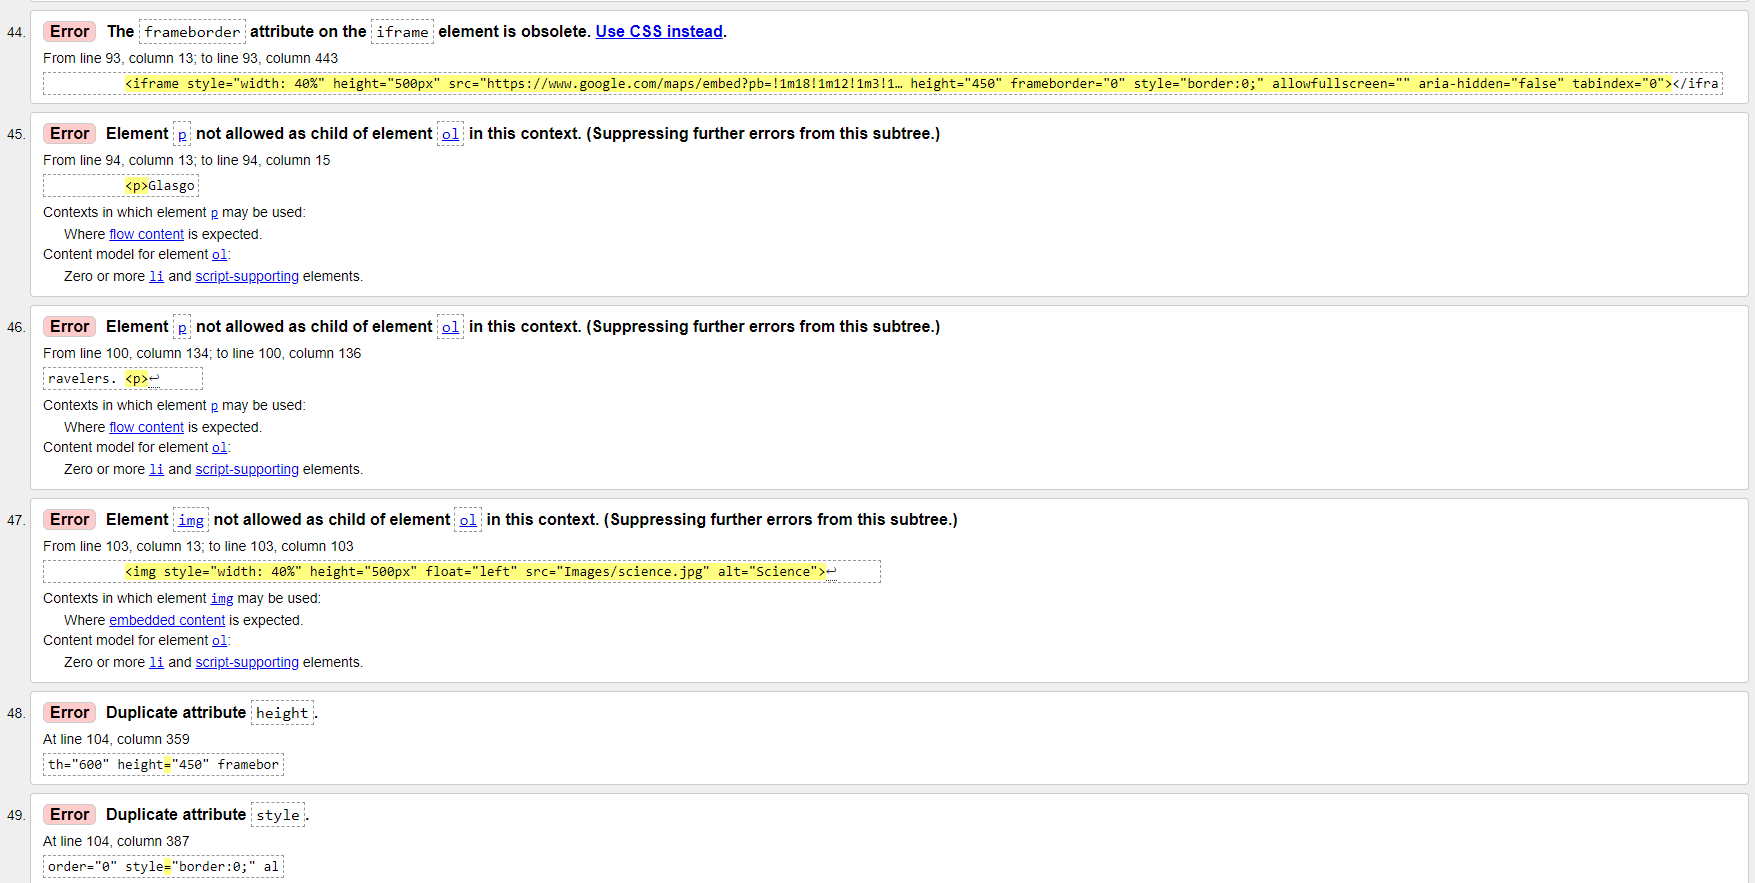 44. Error The frameborder attribute on the iframe element is obsolete. Use CSS instead.
From line 93, column 13; to line 93, column 443
<iframe style="width: 40%" height="500px" src="https://www.google.com/maps/embed?pb=!1m18!1m12!1m3!1… height="450" frameborder="0" style="border:0;" allowfullscreen="" aria-hidden="false" tabindex="0"></ifra
45. Error Element p not allowed as child of element ol in this context. (Suppressing further errors from this subtree.)
From line 94, column 13; to line 94, column 15
<p>Glasgo
Contexts in which element p may be used:
Where flow content is expected.
Content model for element ol:
Zero or more li and script-supporting elements.
46. Error Element p not allowed as child of element ol in this context. (Suppressing further errors from this subtree.)
From line 100, column 134; to line 100, column 136
ravelers. <p>↩
Contexts in which element p may be used:
Where flow content is expected.
Content model for element ol:
Zero or more li and script-supporting elements.
47. Error Element img not allowed as child of element ol in this context. (Suppressing further errors from this subtree.)
From line 103, column 13; to line 103, column 103
<img style="width: 40%" height="500px" float="left" src="Images/science.jpg" alt="Science">↩
Contexts in which element img may be used:
Where embedded content is expected.
Content model for element ol:
Zero or more li and script-supporting elements.
48. Error Duplicate attribute height.
At line 104, column 359
th="600" height="450" framebor
49. Error Duplicate attribute style.
At line 104, column 387
order="0" style="border:0;" al